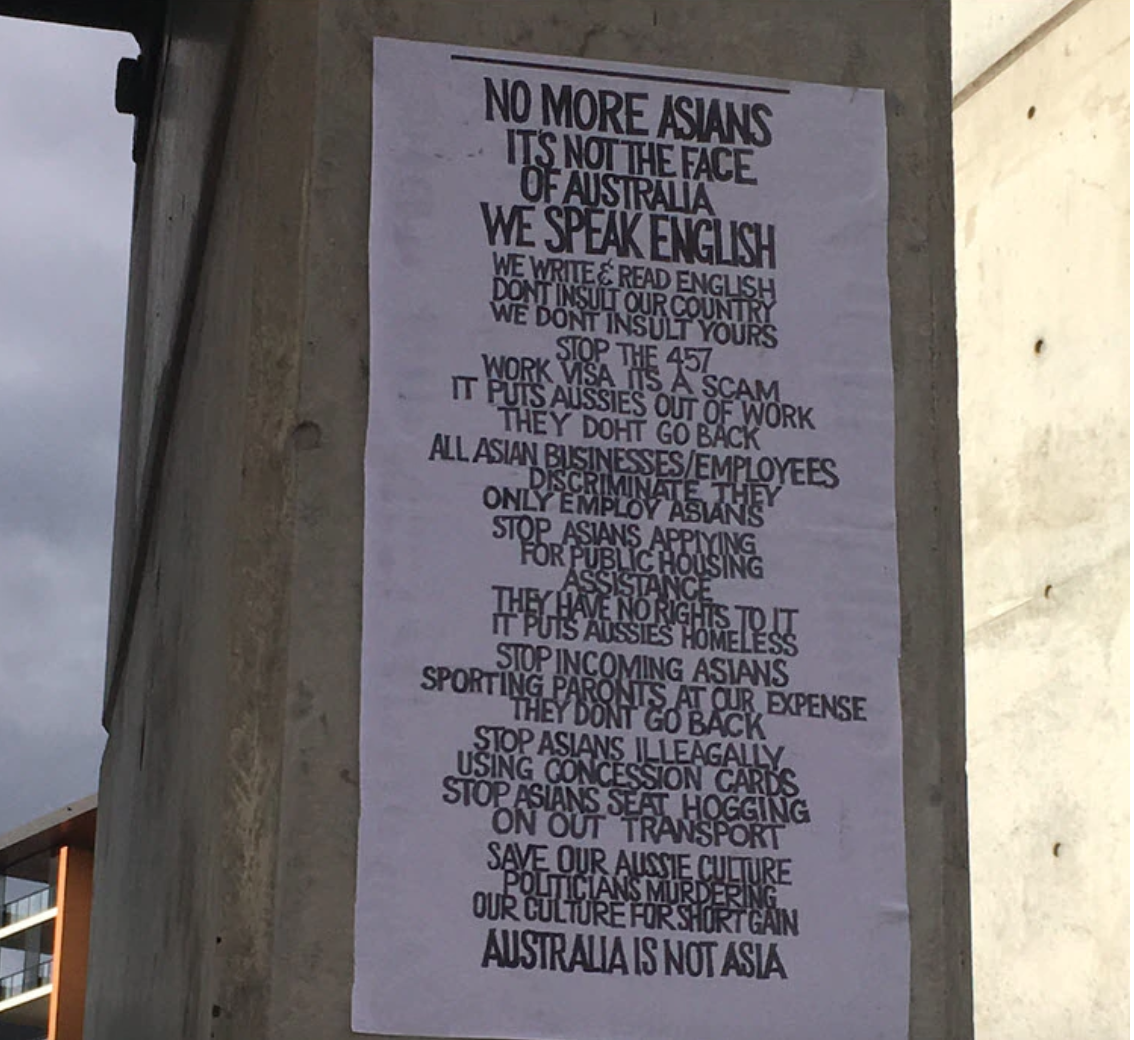 NO MORE ASIANS
IT'S NOT THE FACE
OF AUSTRALIA
WE SPEAK ENGLISH
WE WRITE & READ ENGLISH
DONT INSULT OUR COUNTRY
WE DONT INSULT YOURS
STOP THE 457
WORK VISA ITS A SCAM
IT PUTS AUSSIES OUT OF WORK
THEY DOHT GO BACK
ALL ASIAN BUSINESSES/EMPLOYEES
DISCRIMINATE THEY
ONLY EMPLOY ASIANS
STOP ASIANS APPLYING
FOR PUBLIC HOUSING
ASSISTANCE
THEY HAVE NO RIGHTS TO IT
IT PUTS AUSSIES HOMELESS
STOP INCOMING ASIANS
SPORTING PARONTS AT OUR EXPENSE
THEY DONT GO BACK
STOP ASIANS ILLEAGALLY
USING CONCESSION CARDS
STOP ASIANS SEAT HOGGING
ON OUT TRANSPORT
SAVE OUR AUSSIE CULTURE
POLITICIANS MURDERING
OUR CULTURE FOR SHORT GAIN
AUSTRALIA IS NOT ASIA